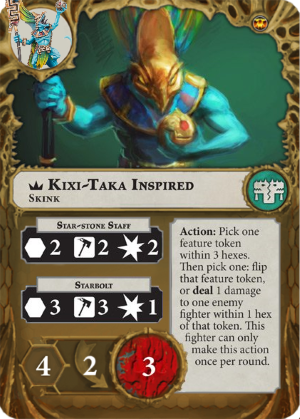 Kixi-Taka Inspired
Skink
Star-stone Staff
2 2 2
Starbolt
3 3 1
Action: Pick one
feature token
within 3 hexes.
Then pick one: flip
that feature token,
or deal 1 damage
to one enemy
fighter within 1 hex
of that token. This
fighter can only
make this action
once per round.
4 2 3